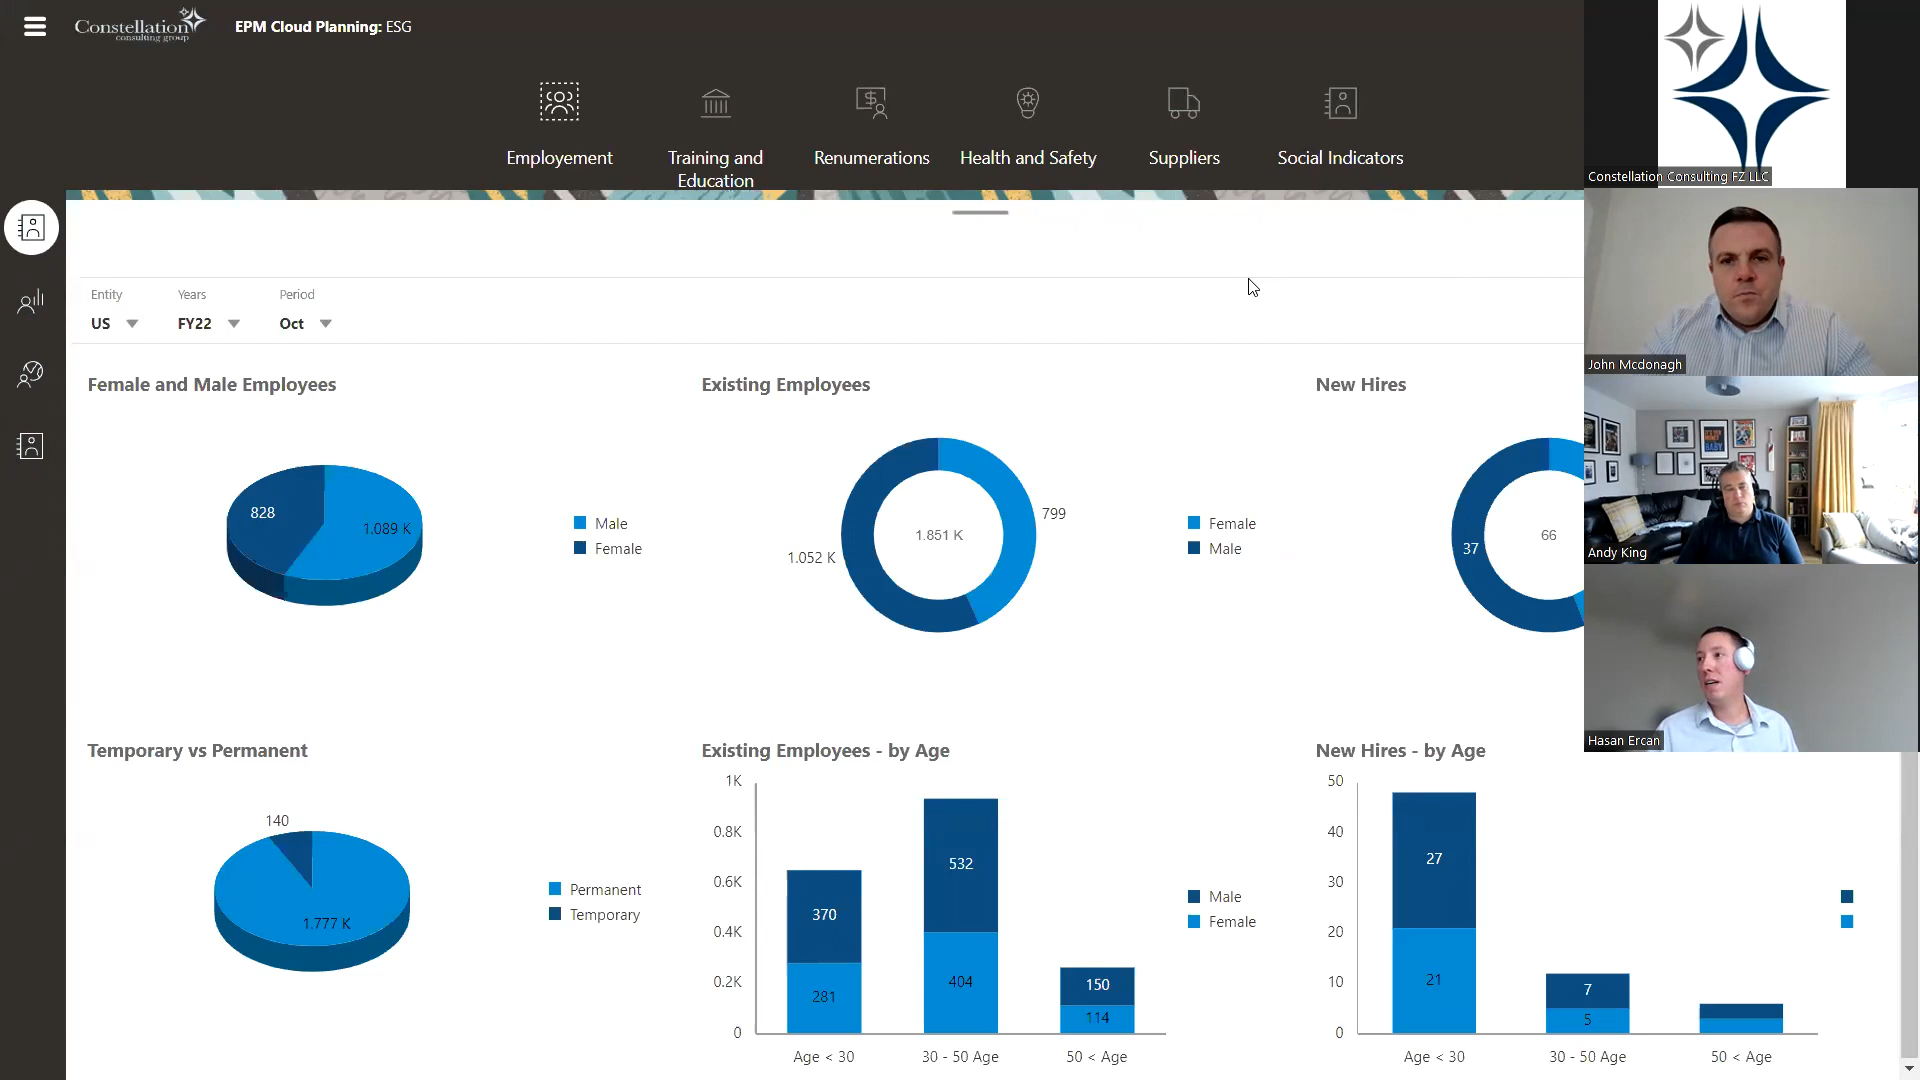 Constellation
consulting group
EPM Cloud Planning: ESG
Employement
Training and
Education
Renumerations
Health and Safety
Suppliers
Social Indicators
Constellation Consulting FZ LLC
John Mcdonagh
Andy King
Hasan Ercan
Entity
US
Years
FY22
Period
Oct
Female and Male Employees
828
1.089 K
Male
Female
Existing Employees
799
1.052 K
1.851 K
Female
Male
New Hires
37
66
Temporary vs Permanent
140
1.777 K
Permanent
Temporary
Existing Employees - by Age
1K
0.8K
0.6K
0.4K
0.2K
0
370
281
532
404
150
114
Age < 30
30 - 50 Age
50 < Age
Male
Female
New Hires - by Age
50
40
30
20
10
0
27
21
7
5
Age < 30
30 - 50 Age
50 < Age